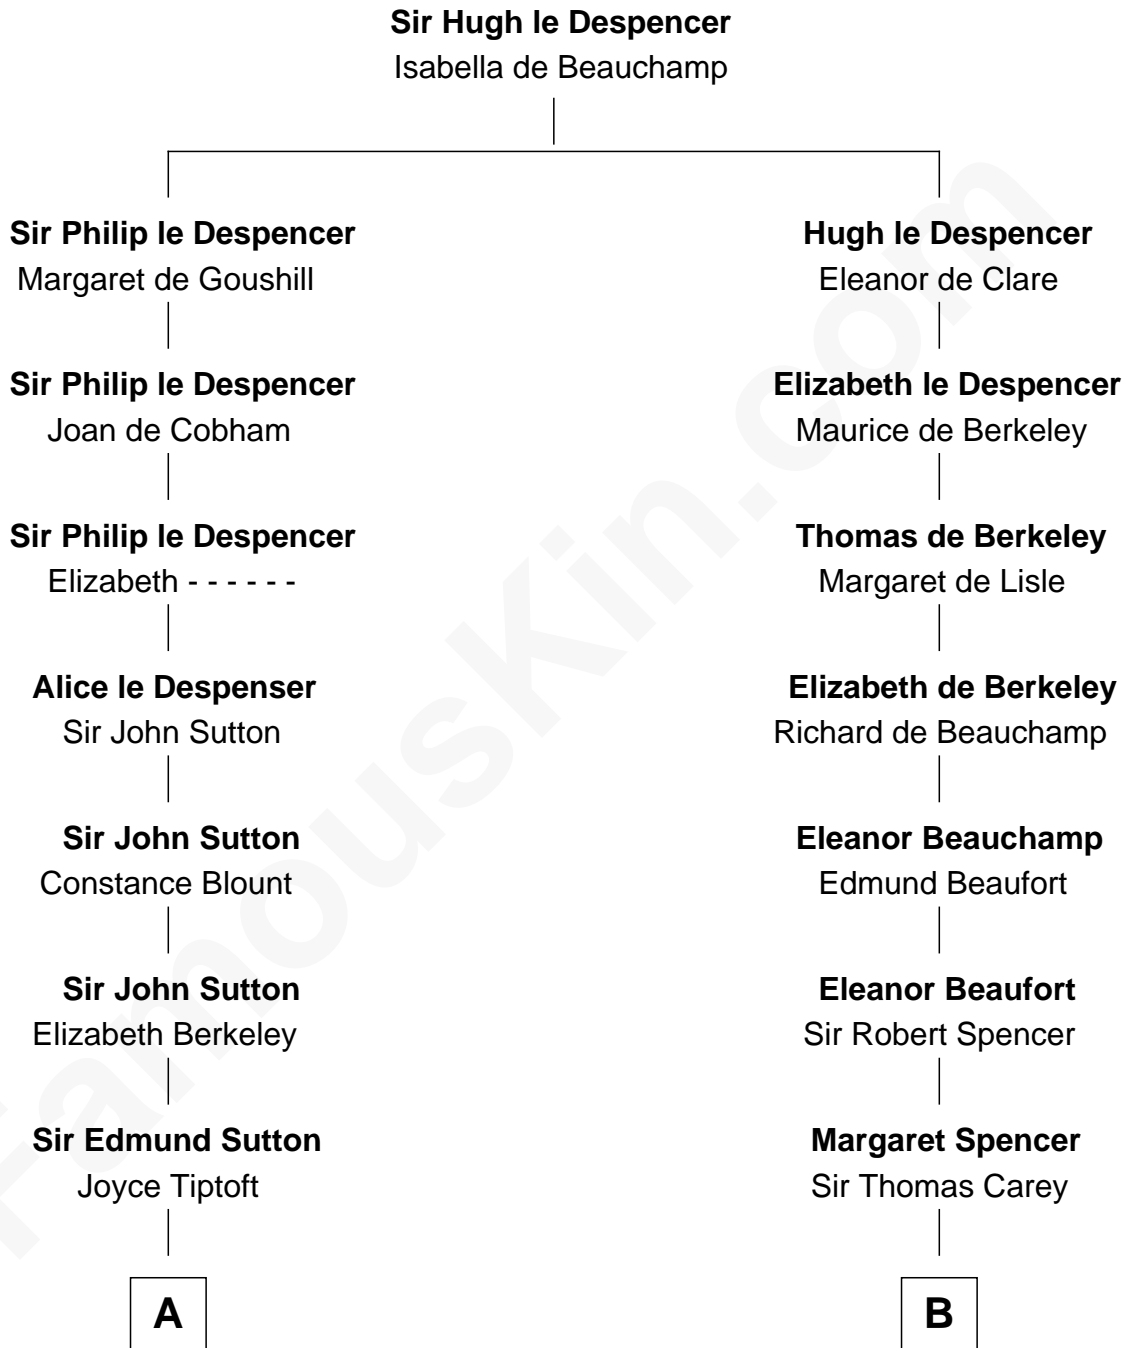 Sir Hugh le Despencer
Isabella de Beauchamp
Sir Philip le Despencer
Margaret de Goushill
Sir Philip le Despencer
Joan de Cobham
Sir Philip le Despencer
Elizabeth - - - - - -
Alice le Despenser
Sir John Sutton
Sir John Sutton
Constance Blount
Sir John Sutton
Elizabeth Berkeley
Sir Edmund Sutton
Joyce Tiptoft
A
Hugh le Despencer
Eleanor de Clare
Elizabeth le Despencer
Maurice de Berkeley
Thomas de Berkeley
Margaret de Lisle
Elizabeth de Berkeley
Richard de Beauchamp
Eleanor Beauchamp
Edmund Beaufort
Eleanor Beaufort
Sir Robert Spencer
Margaret Spencer
Sir Thomas Carey
B
FamousKin.com